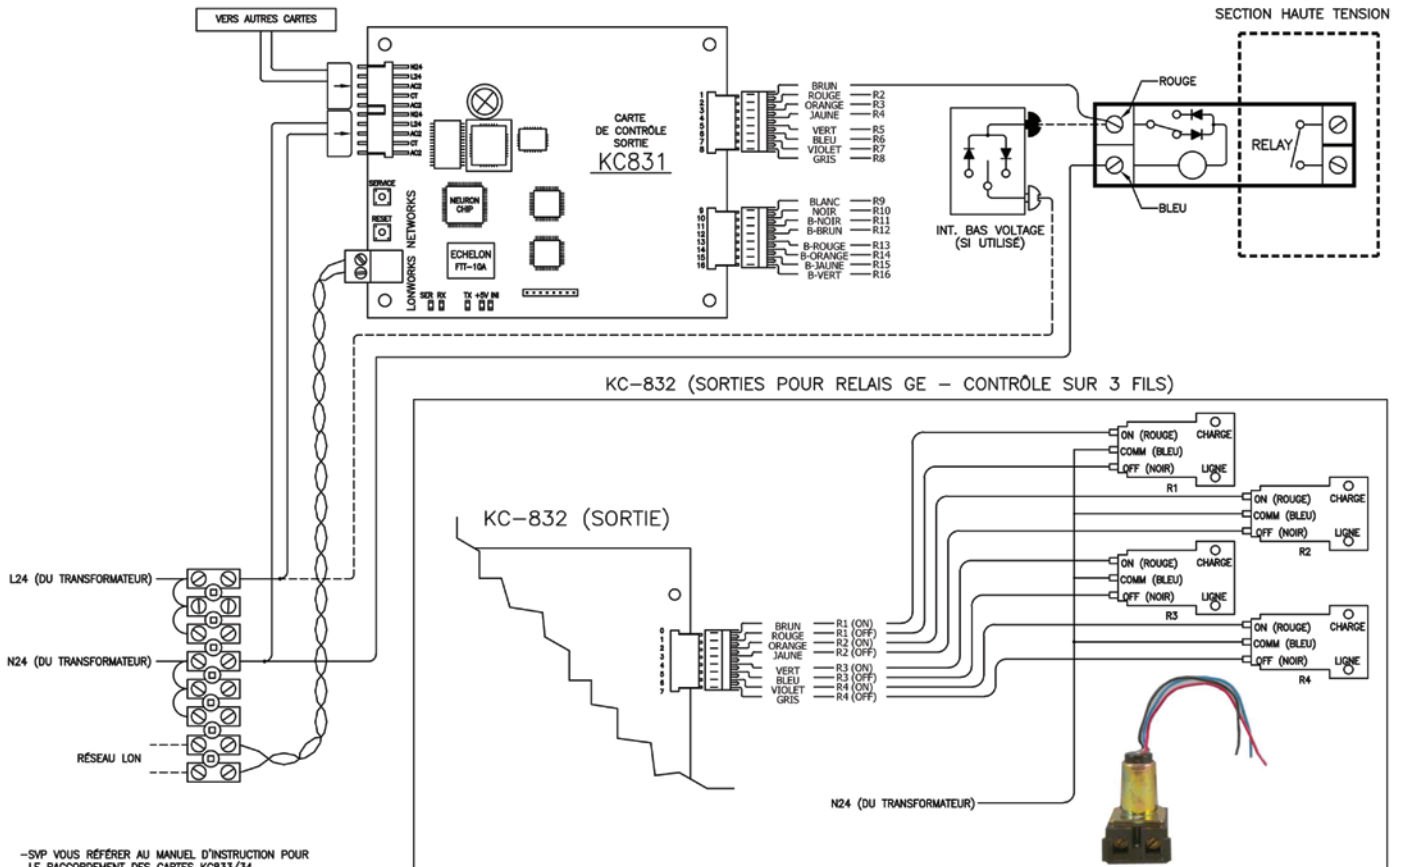 VERS AUTRES CARTES
SECTION HAUTE TENSION
N24
L24
AC2
CT
AC2
N24
L24
AC2
CT
AC2
SERVICE
RESET
LONWORKS NETWORKS
NEURON
CHIP
ECHELON
FTT-10A
SER RX TX +5V INI
CARTE
DE CONTRÔLE
SORTIE
KC831
1
2
3
4
5
6
7
8
BRUN
ROUGE R2
ORANGE R3
JAUNE R4
VERT R5
BLEU R6
VIOLET R7
GRIS R8
9
10
11
12
13
14
15
16
BLANC R9
NOIR R10
B-NOIR R11
B-BRUN R12
B-ROUGE R13
B-ORANGE R14
B-JAUNE R15
B-VERT R16
INT. BAS VOLTAGE
(SI UTILISÉ)
ROUGE
BLEU
RELAY
KC-832 (SORTIES POUR RELAIS GE - CONTRÔLE SUR 3 FILS)
KC-832 (SORTIE)
0
1
2
3
4
5
6
7
BRUN R1 (ON)
ROUGE R1 (OFF)
ORANGE R2 (ON)
JAUNE R2 (OFF)
VERT R3 (ON)
BLEU R3 (OFF)
VIOLET R4 (ON)
GRIS R4 (OFF)
ON (ROUGE) CHARGE
COMM (BLEU)
OFF (NOIR) LIGNE
R1
ON (ROUGE) CHARGE
COMM (BLEU)
OFF (NOIR) LIGNE
R2
ON (ROUGE) CHARGE
COMM (BLEU)
OFF (NOIR) LIGNE
R3
ON (ROUGE) CHARGE
COMM (BLEU)
OFF (NOIR) LIGNE
R4
N24 (DU TRANSFORMATEUR)
L24 (DU TRANSFORMATEUR)
N24 (DU TRANSFORMATEUR)
RÉSEAU LON
-SVP VOUS RÉFÉRER AU MANUEL D'INSTRUCTION POUR
LE RACCORDEMENT DES CARTES KC833/34